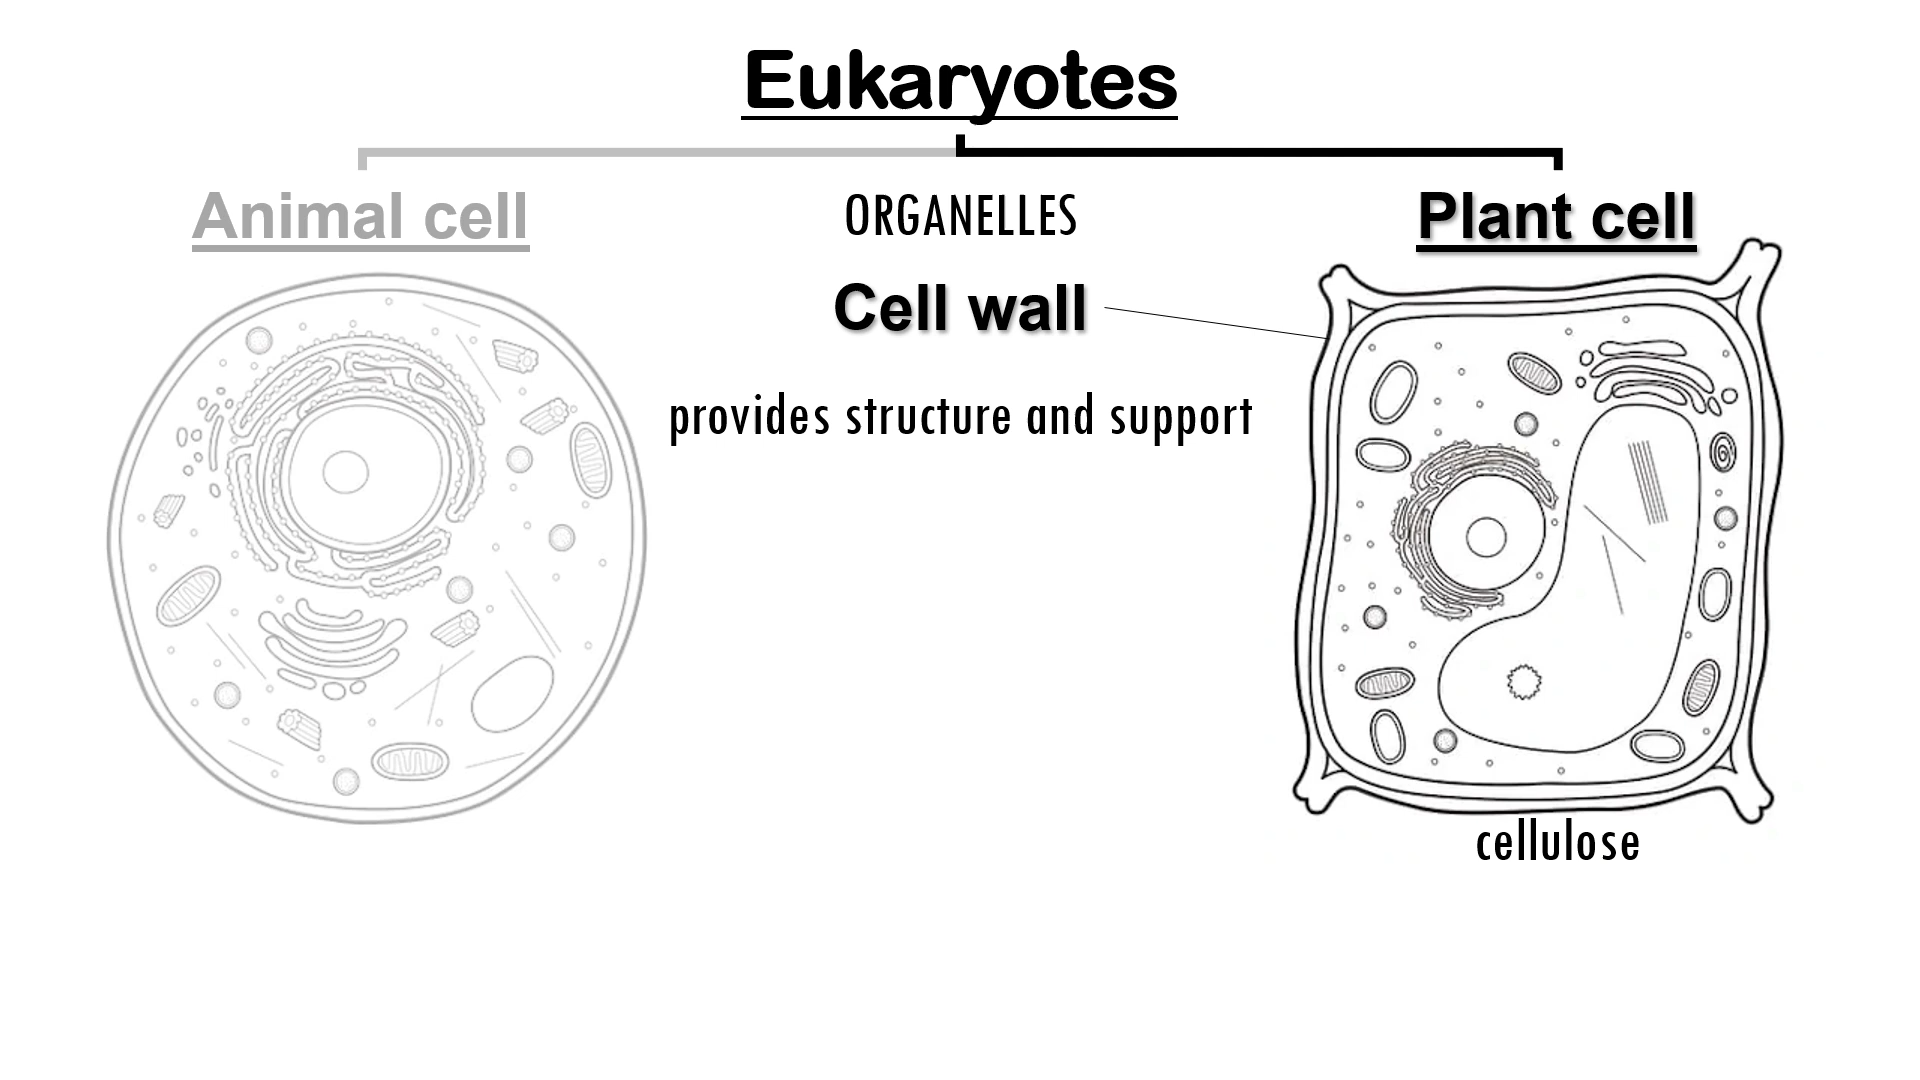 Eukaryotes
Animal cell
ORGANELLES
Plant cell
Cell wall
provides structure and support
cellulose